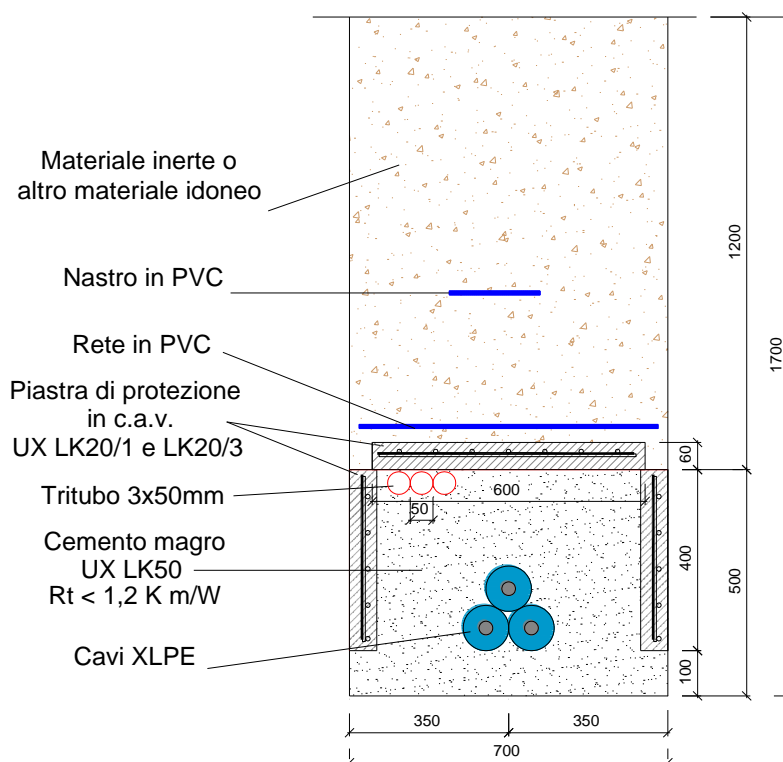 Materiale inerte o
altro materiale idoneo
1200
Nastro in PVC
Rete in PVC
1700
Piastra di protezione
in c.a.v.
UX LK20/1 e LK20/3
60
Tritubo 3x50mm
600
50
Cemento magro
UX LK50
Rt < 1,2 K m/W
400
500
Cavi XLPE
100
350
350
700